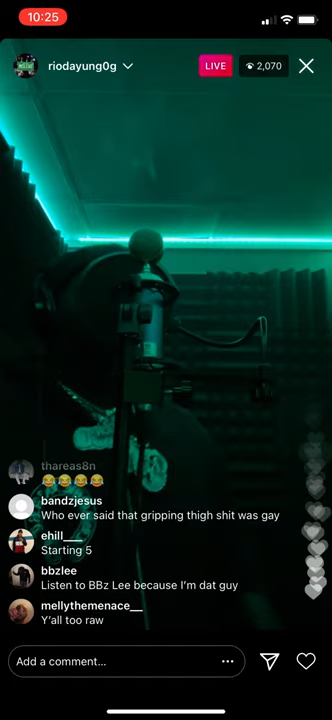 10:25
riodayung0g
LIVE
2,070
thareas8n
😂😂😂😂
bandzjesus
Who ever said that gripping thigh shit was gay
ehill___
Starting 5
bbzlee
Listen to BBz Lee because I'm dat guy
mellythemenace__
Y'all too raw
Add a comment...